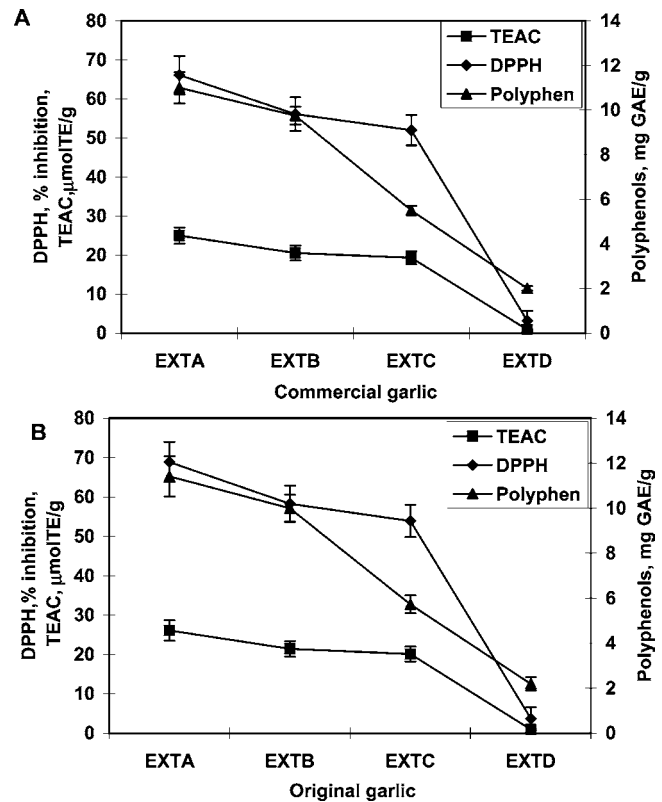 A
TEAC
DPPH
Polyphen
DPPH, % inhibition,
TEAC,µmolTE/g
80
70
60
50
40
30
20
10
0
14
12
10
8
6
4
2
0
Polyphenols, mg GAE/g
EXTA EXTB EXTC EXTD
Commercial garlic
B
TEAC
DPPH
Polyphen
DPPH,% inhibition,
TEAC, µmolTE/g
80
70
60
50
40
30
20
10
0
14
12
10
8
6
4
2
0
Polyphenols, mg GAE/g
EXTA EXTB EXTC EXTD
Original garlic